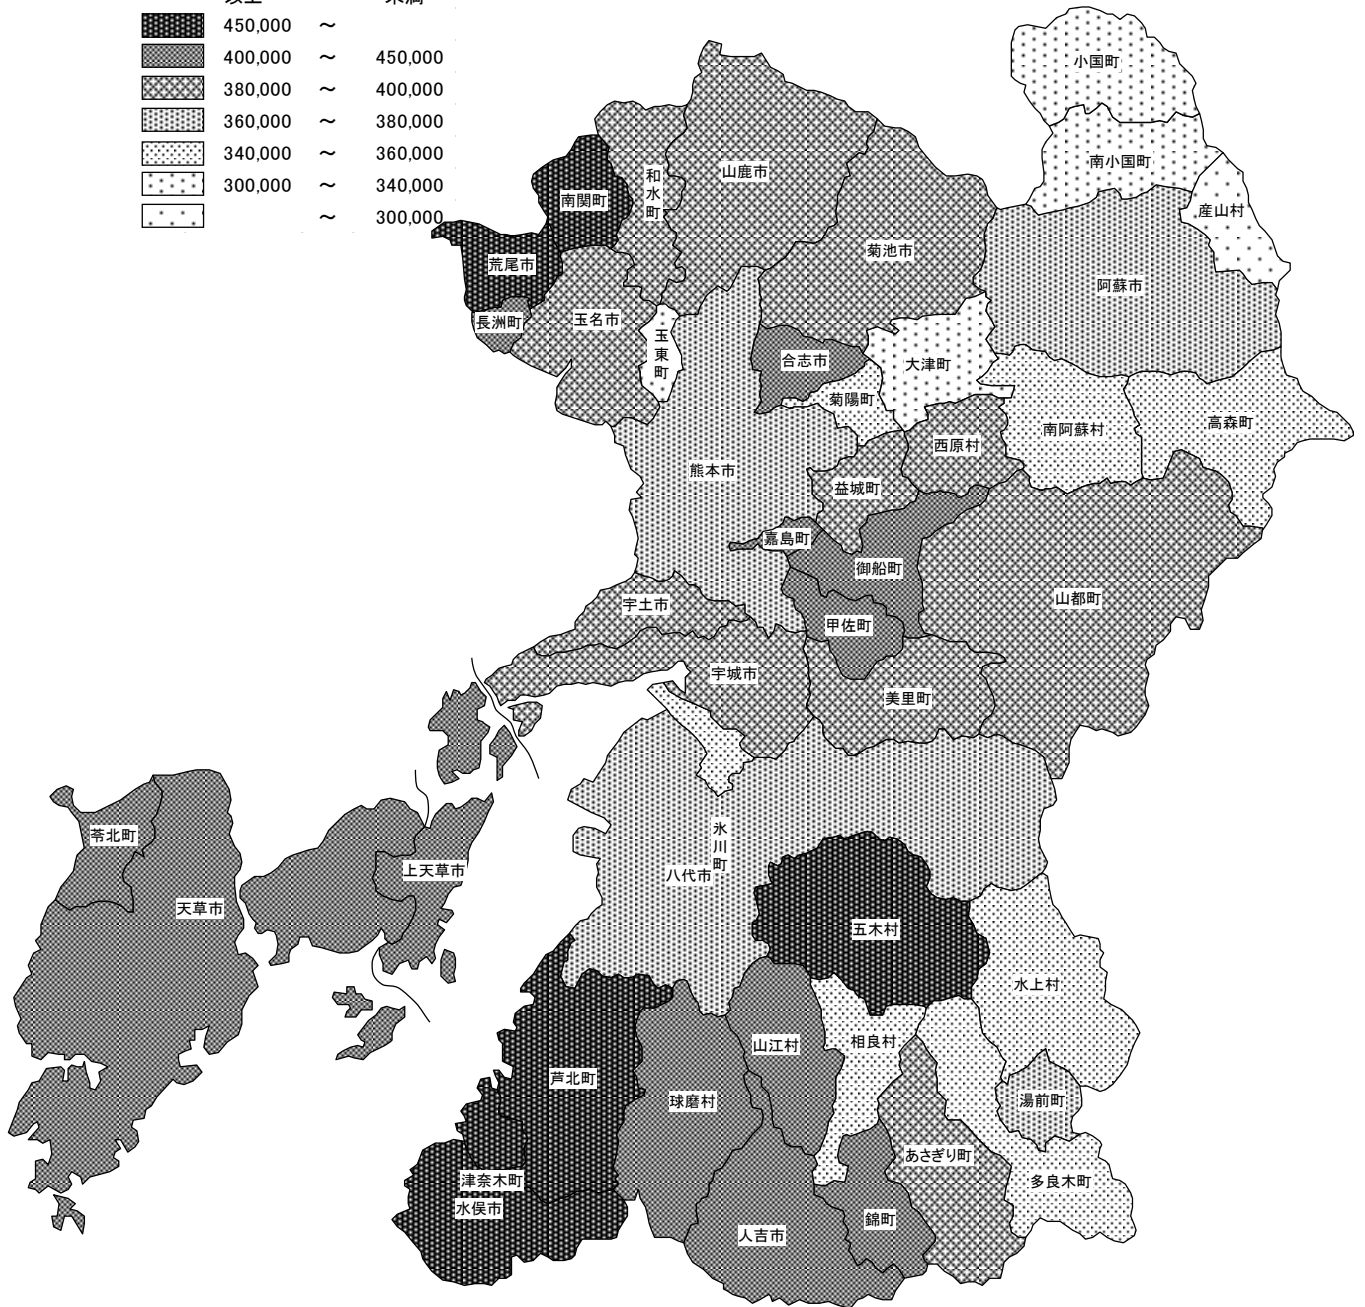 以上 未満
450,000 ～
400,000 ～ 450,000
380,000 ～ 400,000
360,000 ～ 380,000
340,000 ～ 360,000
300,000 ～ 340,000
～ 300,000
小国町
南小国町
産山村
山鹿市
和水町
南関町
菊池市
荒尾市
阿蘇市
長洲町
玉名市
玉東町
合志市
大津町
菊陽町
高森町
南阿蘇村
西原村
熊本市
益城町
嘉島町
御船町
山都町
宇土市
甲佐町
宇城市
美里町
苓北町
氷川町
上天草市
八代市
天草市
五木村
水上村
相良村
山江村
芦北町
球磨村
湯前町
あさぎり町
津奈木町
多良木町
水俣市
錦町
人吉市